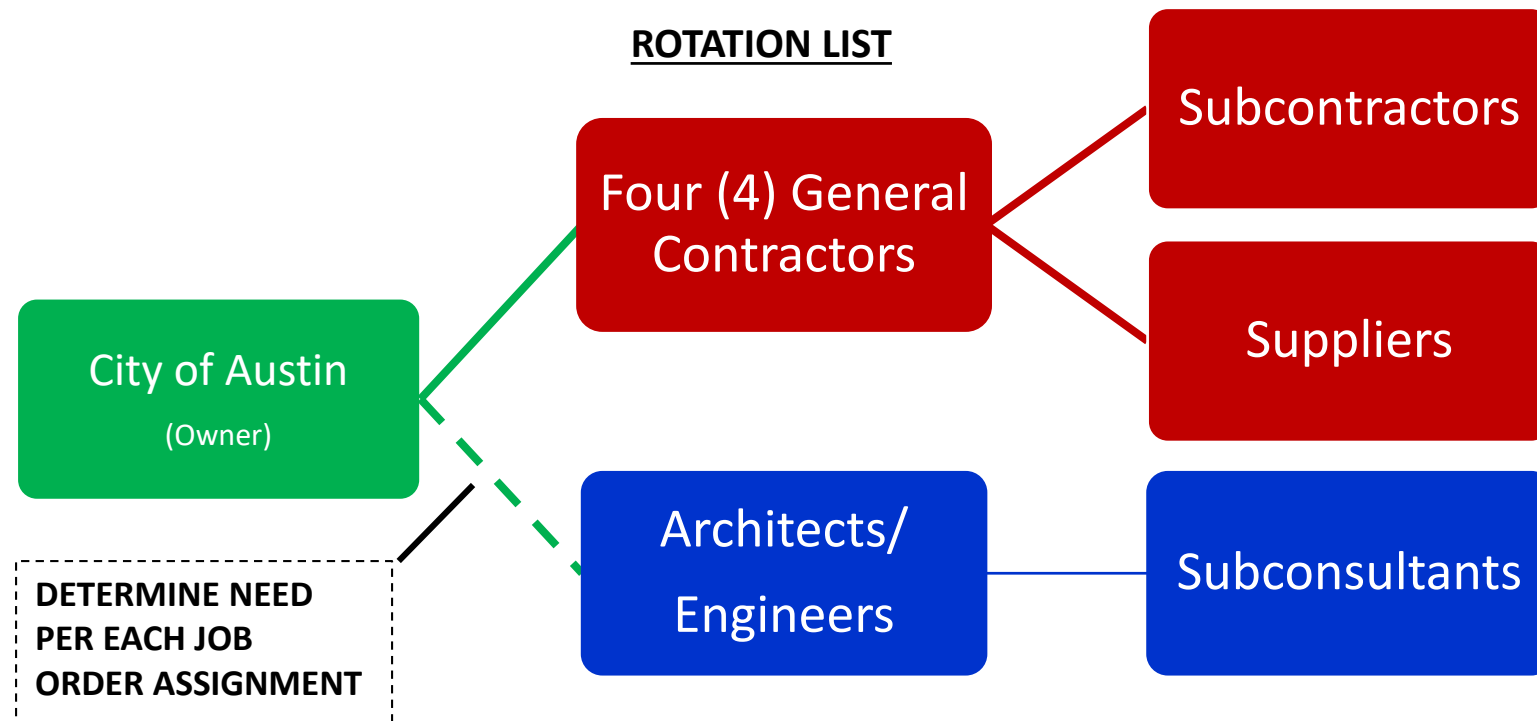 ROTATION LIST
Subcontractors
Four (4) General
Contractors
Suppliers
City of Austin
(Owner)
Architects/
Engineers
Subconsultants
DETERMINE NEED
PER EACH JOB
ORDER ASSIGNMENT